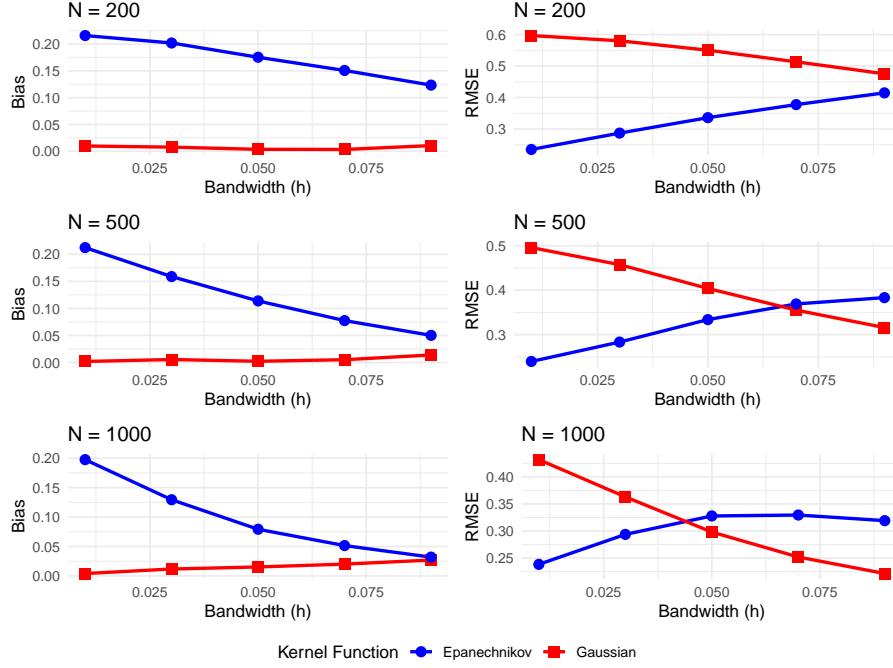 N = 200
Bias
0.20
0.15
0.10
0.05
0.00
0.025 0.050 0.075
Bandwidth (h)
N = 200
RMSE
0.6
0.5
0.4
0.3
0.025 0.050 0.075
Bandwidth (h)
N = 500
Bias
0.20
0.15
0.10
0.05
0.00
0.025 0.050 0.075
Bandwidth (h)
N = 500
RMSE
0.5
0.4
0.3
0.025 0.050 0.075
Bandwidth (h)
N = 1000
Bias
0.20
0.15
0.10
0.05
0.00
0.025 0.050 0.075
Bandwidth (h)
N = 1000
RMSE
0.40
0.35
0.30
0.25
0.025 0.050 0.075
Bandwidth (h)
Kernel Function Epanechnikov Gaussian